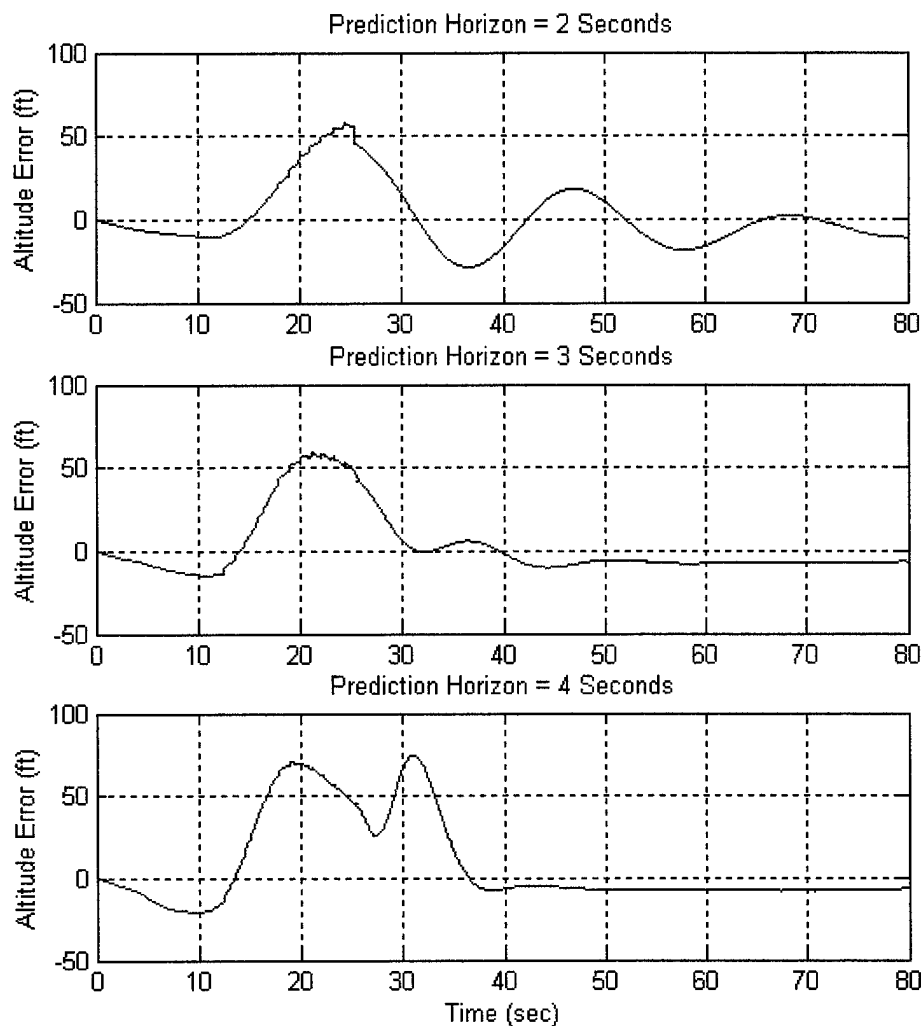 Prediction Horizon = 2 Seconds
Altitude Error (ft)
100
50
0
-50
0 10 20 30 40 50 60 70 80
Prediction Horizon = 3 Seconds
Altitude Error (ft)
100
50
0
-50
0 10 20 30 40 50 60 70 80
Prediction Horizon = 4 Seconds
Altitude Error (ft)
100
50
0
-50
0 10 20 30 40 50 60 70 80
Time (sec)